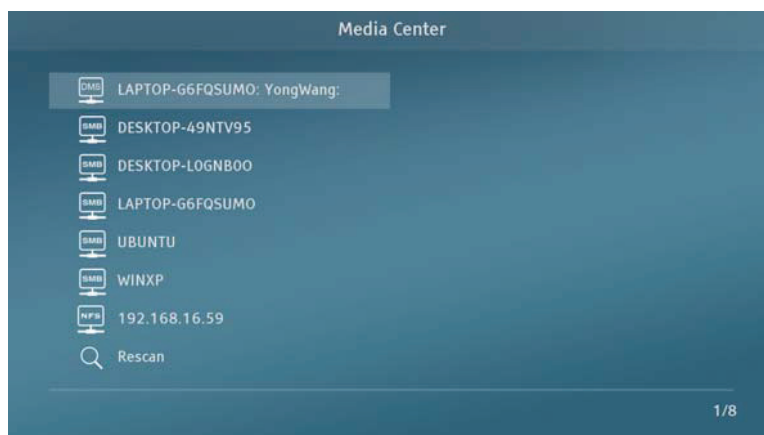 Media Center
DMS LAPTOP-G6FQSUMO: YongWang:
SMB DESKTOP-49NTV95
SMB DESKTOP-L0GNB00
SMB LAPTOP-G6FQSUMO
SMB UBUNTU
SMB WINXP
NFS 192.168.16.59
Rescan
1/8